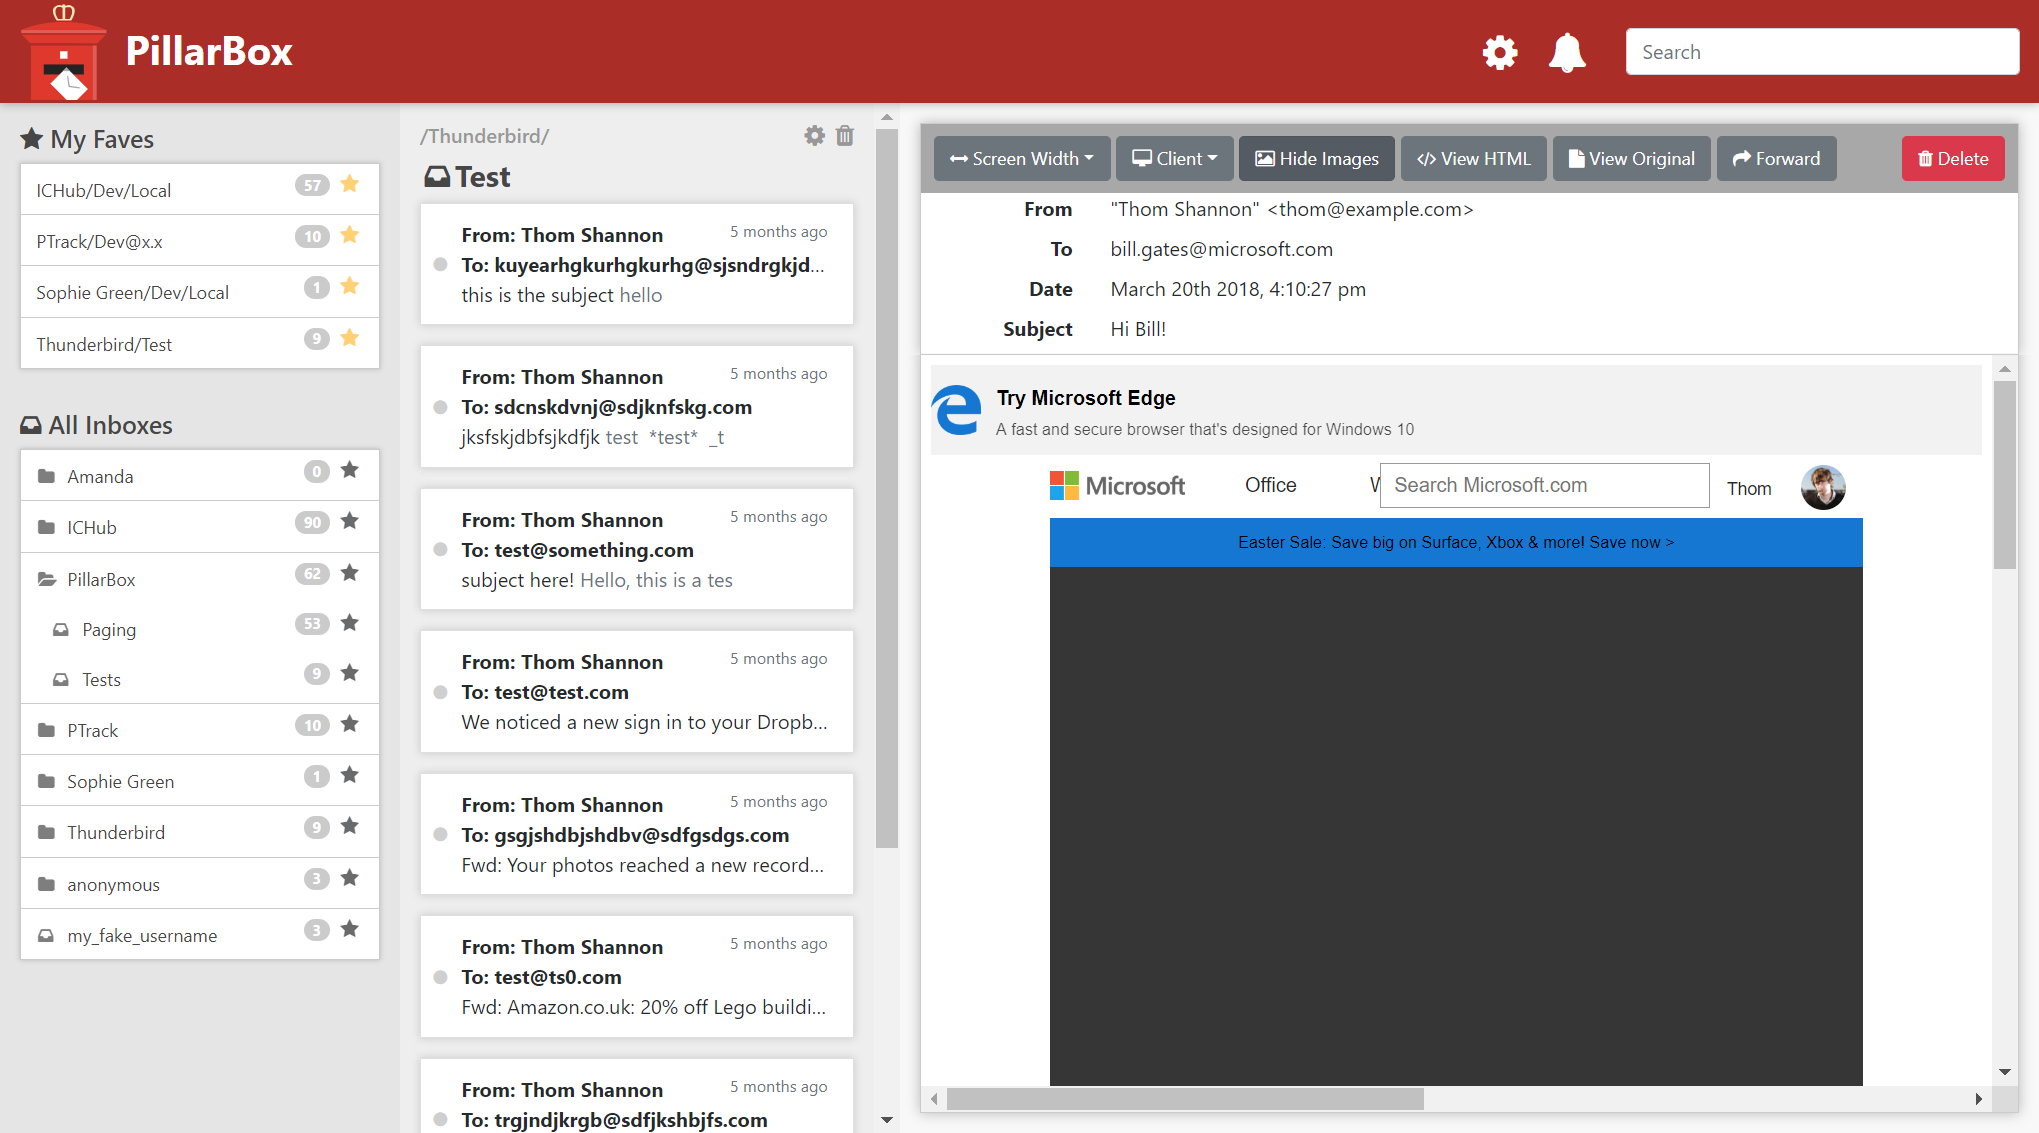 PillarBox
Search
My Faves
ICHub/Dev/Local 57
PTrack/Dev@x.x 10
Sophie Green/Dev/Local 1
Thunderbird/Test 9
All Inboxes
Amanda 0
ICHub 90
PillarBox 62
Paging 53
Tests 9
PTrack 10
Sophie Green 1
Thunderbird 9
anonymous 3
my_fake_username 3
/Thunderbird/
Test
From: Thom Shannon 5 months ago
To: kuyearhgkurhgkurhg@sjsndrgkjd...
this is the subject hello
From: Thom Shannon 5 months ago
To: sdcnskdvnj@sdjknfskg.com
jksfskjdbfsjkdfjk test *test* _t
From: Thom Shannon 5 months ago
To: test@something.com
subject here! Hello, this is a tes
From: Thom Shannon 5 months ago
To: test@test.com
We noticed a new sign in to your Dropb...
From: Thom Shannon 5 months ago
To: gsgjshdbjshdbv@sdfgsdgs.com
Fwd: Your photos reached a new record...
From: Thom Shannon 5 months ago
To: test@ts0.com
Fwd: Amazon.co.uk: 20% off Lego buildi...
From: Thom Shannon 5 months ago
To: trgjndjkrgb@sdfjkshbjfs.com
Screen Width Client Hide Images </> View HTML View Original Forward Delete
From "Thom Shannon" <thom@example.com>
To bill.gates@microsoft.com
Date March 20th 2018, 4:10:27 pm
Subject Hi Bill!
Try Microsoft Edge
A fast and secure browser that's designed for Windows 10
Microsoft Office W Search Microsoft.com Thom
Easter Sale: Save big on Surface, Xbox & more! Save now >